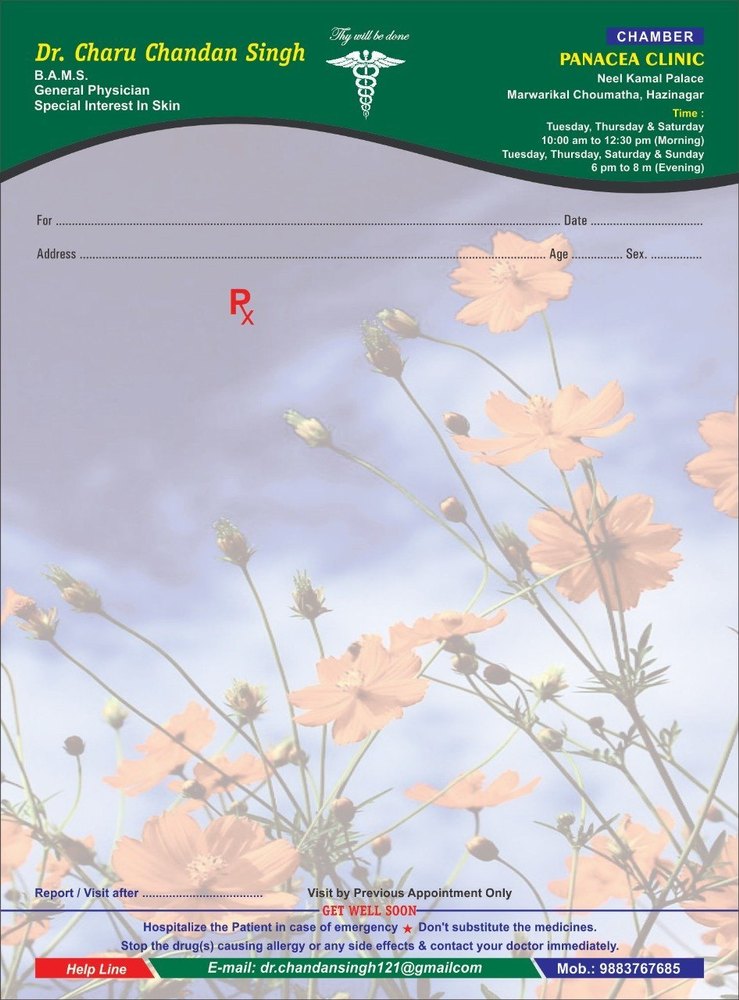 Thy will be done
Dr. Charu Chandan Singh
B.A.M.S.
General Physician
Special Interest In Skin
CHAMBER
PANACEA CLINIC
Neel Kamal Palace
Marwarikal Choumatha, Hazinagar
Time :
Tuesday, Thursday & Saturday
10:00 am to 12:30 pm (Morning)
Tuesday, Thursday, Saturday & Sunday
6 pm to 8 m (Evening)
For ........................ Date ............
Address ........................ Age ............ Sex. ............
Rx
Report / Visit after ................................ Visit by Previous Appointment Only
GET WELL SOON
Hospitalize the Patient in case of emergency ★ Don't substitute the medicines.
Stop the drug(s) causing allergy or any side effects & contact your doctor immediately.
Help Line E-mail: dr.chandansingh121@gmailcom Mob.: 9883767685